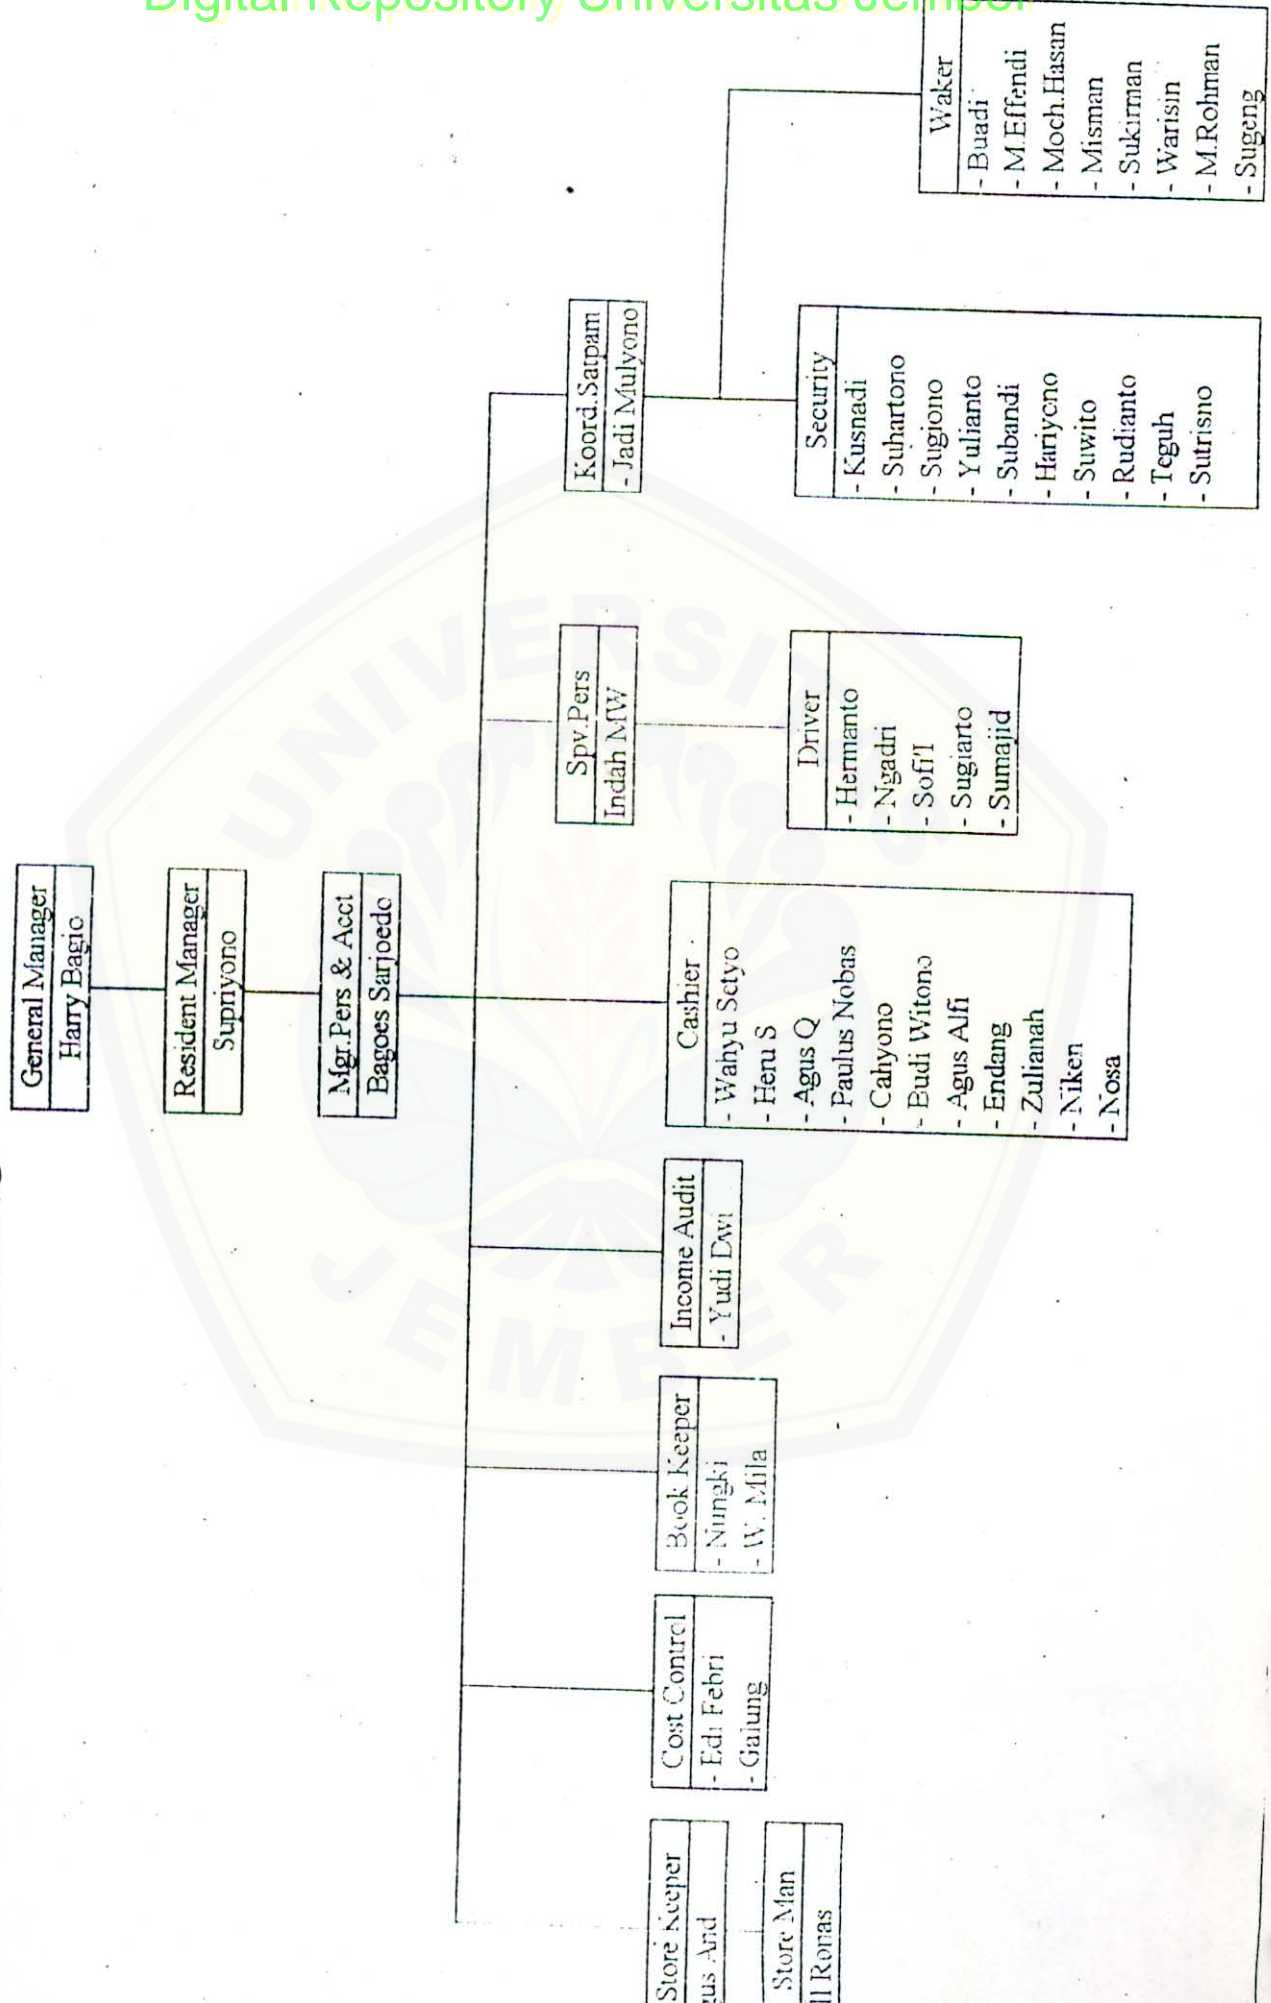 Digital Repository Universitas Jember
UNIVERSITAS
JEMBER
General Manager
Harry Bagio
Resident Manager
Supriyono
Mgr.Pers & Acct
Bagoes Sarjoedo
Store Keeper
And
Store Man
Ronas
Cost Control
- Edi Febri
Book Keeper
- Nungki
- W. Mila
Income Audit
- Yudi Dwi
Cashier
- Wahyu Setyo
- Heru S
- Agus Q
- Paulus Nobas
- Cahyono
- Budi Witono
- Agus Alfi
- Endang
- Zulianah
- Niken
- Nosa
Spv.Pers
Indah MW
Driver
- Hermanto
- Ngadri
- Sofi'I
- Sugiarto
- Sumajid
Koord.Satpam
- Jadi Mulyono
Security
- Kusnadi
- Suhartono
- Sugiono
- Yulianto
- Subandi
- Hariyono
- Suwito
- Rudianto
- Teguh
- Sutrisno
Waker
- Buadi
- M.Effendi
- Moch.Hasan
- Misman
- Sukirman
- Warisin
- M.Rohman
- Sugeng